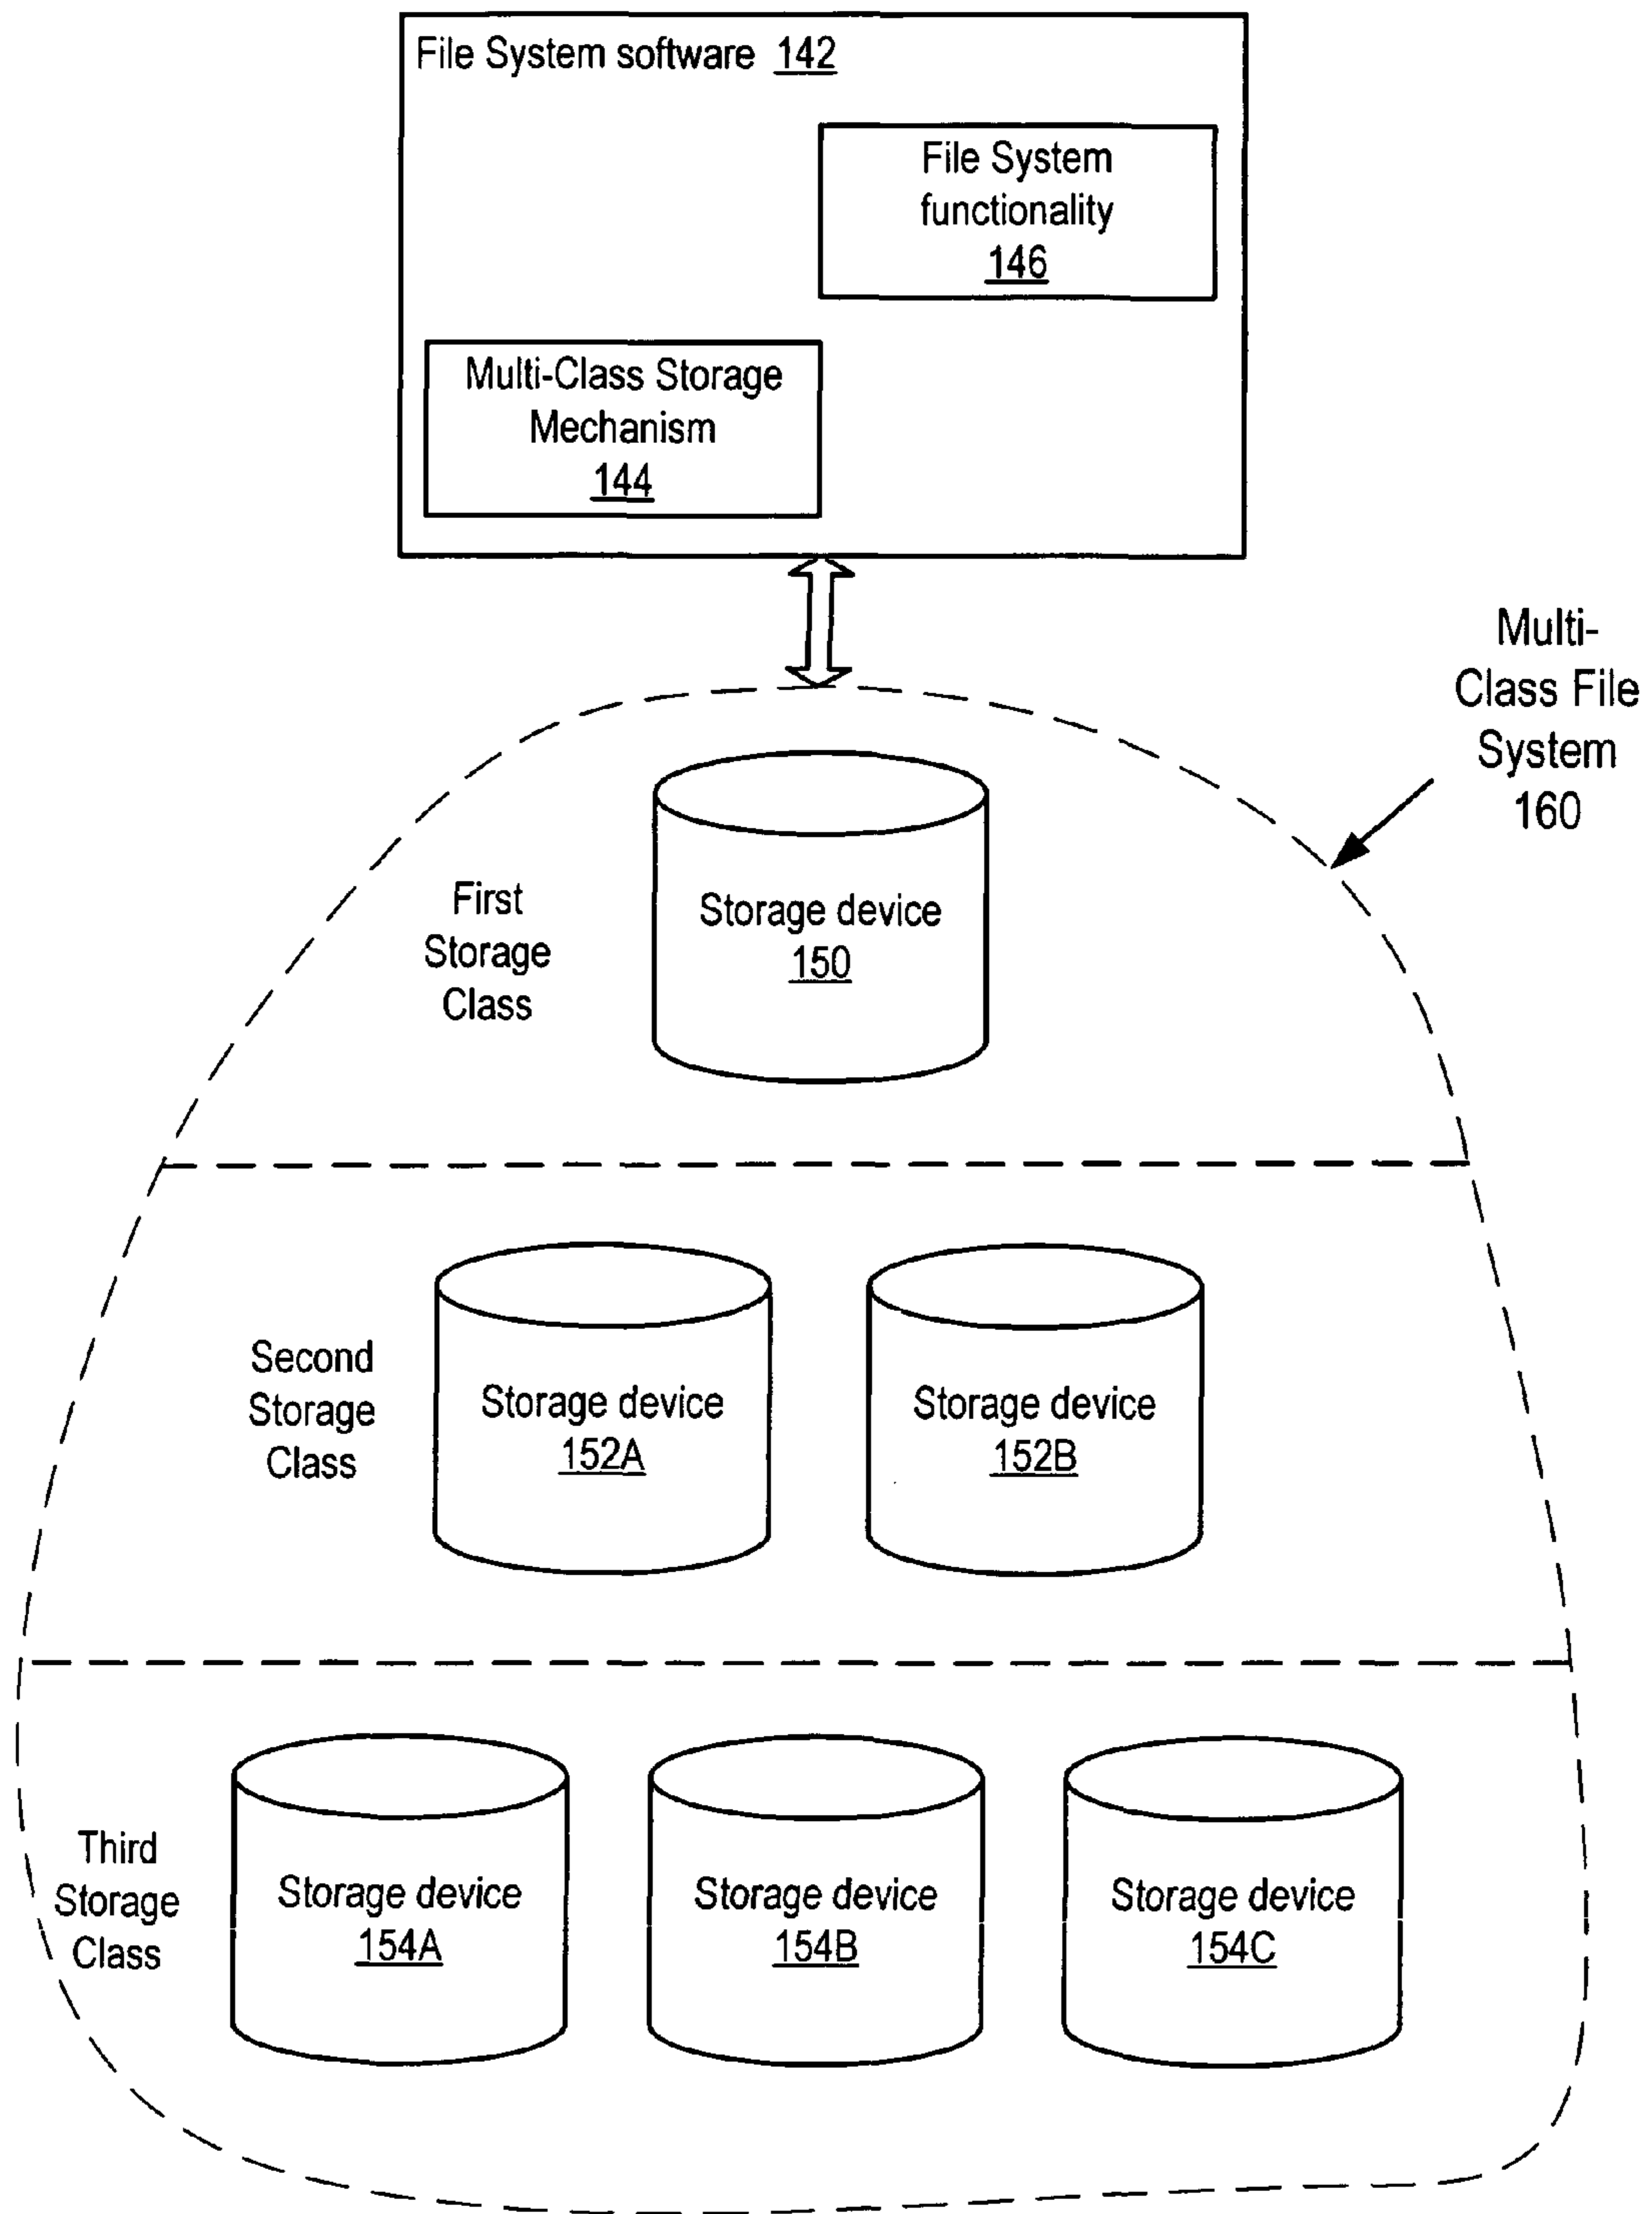 File System software 142
File System
functionality
146
Multi-Class Storage
Mechanism
144
Multi-
Class File
System
160
First
Storage
Class
Storage device
150
Second
Storage
Class
Storage device
152A
Storage device
152B
Third
Storage
Class
Storage device
154A
Storage device
154B
Storage device
154C